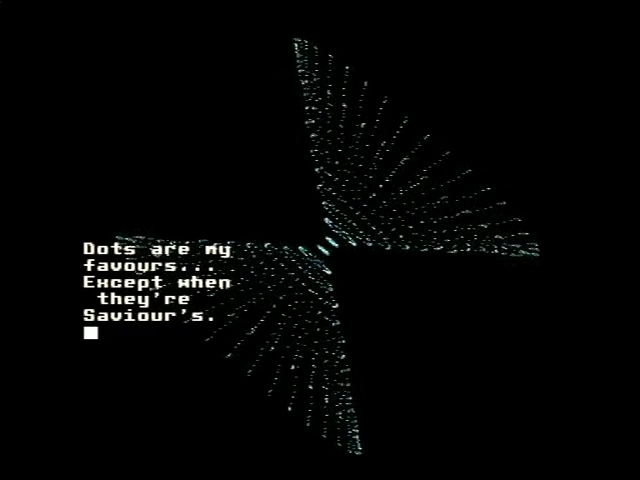 Dots are my
favours...
Except when
they're
Saviour's.